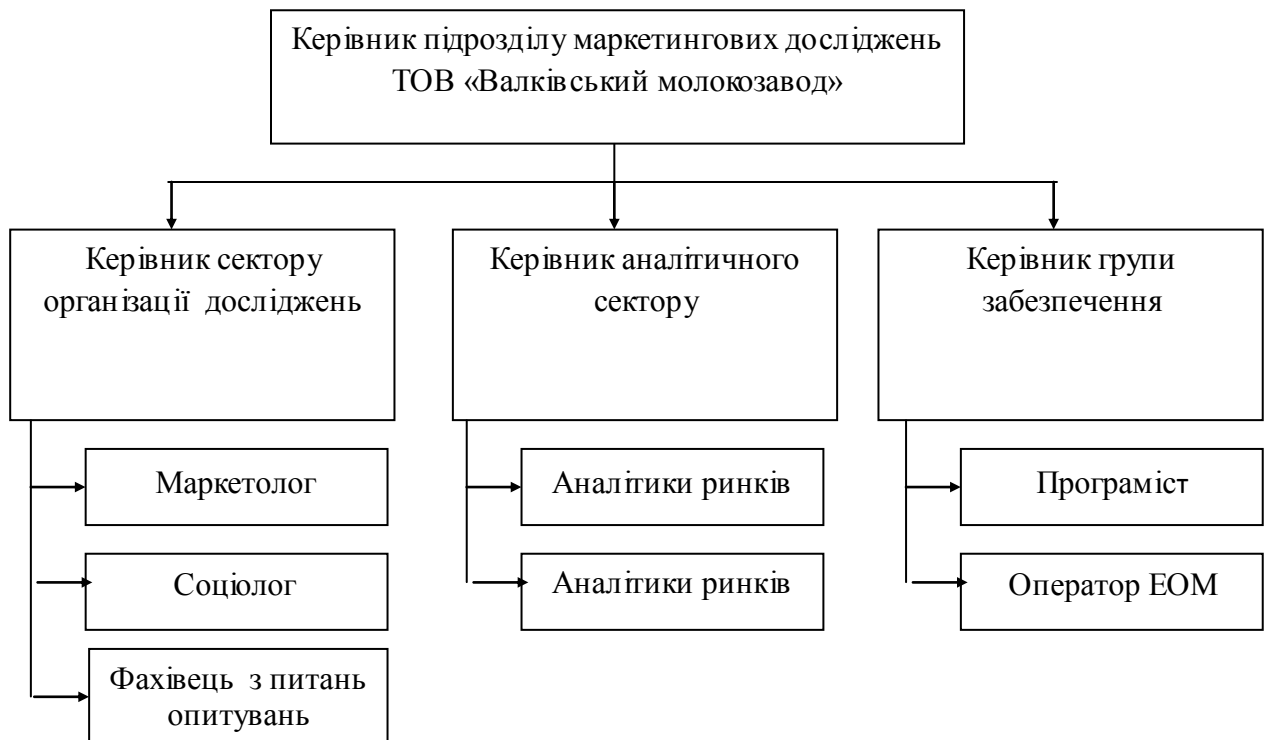 Керівник підрозділу маркетингових досліджень
ТОВ «Валківський молокозавод»
Керівник сектору
організації досліджень
Керівник аналітичного
сектору
Керівник групи
забезпечення
Маркетолог
Соціолог
Фахівець з питань
опитувань
Аналітики ринків
Аналітики ринків
Програміст
Оператор ЕОМ